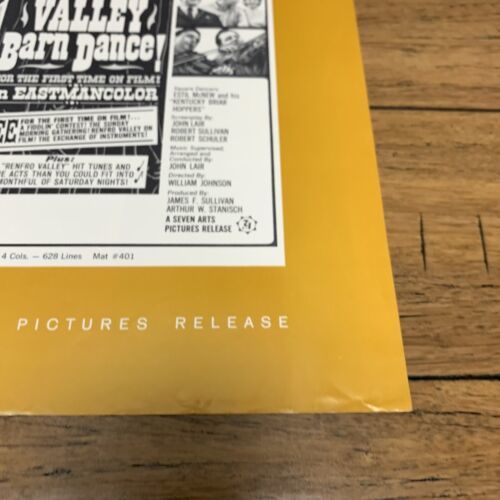 VALLEY
Barn Dance!
FOR THE FIRST TIME ON FILM!
n EASTMANCOLOR
EE FOR THE FIRST TIME ON FILM!...
A FIDDLIN' CONTEST! THE SUNDAY
MORNING GATHERING! RENFRO VALLEY ON
FILM! THE EXCHANGE OF INSTRUMENTS!
Plus:
"RENFRO VALLEY" HIT TUNES AND
E ACTS THAN YOU COULD FIT INTO
MONTHFUL OF SATURDAY NIGHTS!
Square Dancers
ESTIL McNEW and his
"KENTUCKY BRIAR
HOPPERS"
Screenplay By:
JOHN LAIR
ROBERT SULLIVAN
ROBERT SCHULER
Music Supervised,
Arranged and
Conducted By:
JOHN LAIR
Directed By:
WILLIAM JOHNSON
Produced By:
JAMES F. SULLIVAN
ARTHUR W. STANISCH
A SEVEN ARTS
PICTURES RELEASE
4 Cols. — 628 Lines Mat #401
PICTURES RELEASE